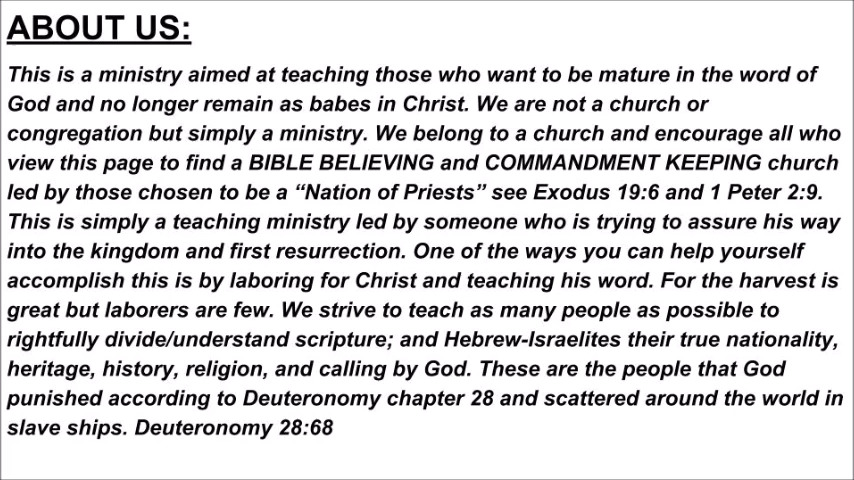 ABOUT US:
This is a ministry aimed at teaching those who want to be mature in the word of
God and no longer remain as babes in Christ. We are not a church or
congregation but simply a ministry. We belong to a church and encourage all who
view this page to find a BIBLE BELIEVING and COMMANDMENT KEEPING church
led by those chosen to be a “Nation of Priests” see Exodus 19:6 and 1 Peter 2:9.
This is simply a teaching ministry led by someone who is trying to assure his way
into the kingdom and first resurrection. One of the ways you can help yourself
accomplish this is by laboring for Christ and teaching his word. For the harvest is
great but laborers are few. We strive to teach as many people as possible to
rightfully divide/understand scripture; and Hebrew-Israelites their true nationality,
heritage, history, religion, and calling by God. These are the people that God
punished according to Deuteronomy chapter 28 and scattered around the world in
slave ships. Deuteronomy 28:68